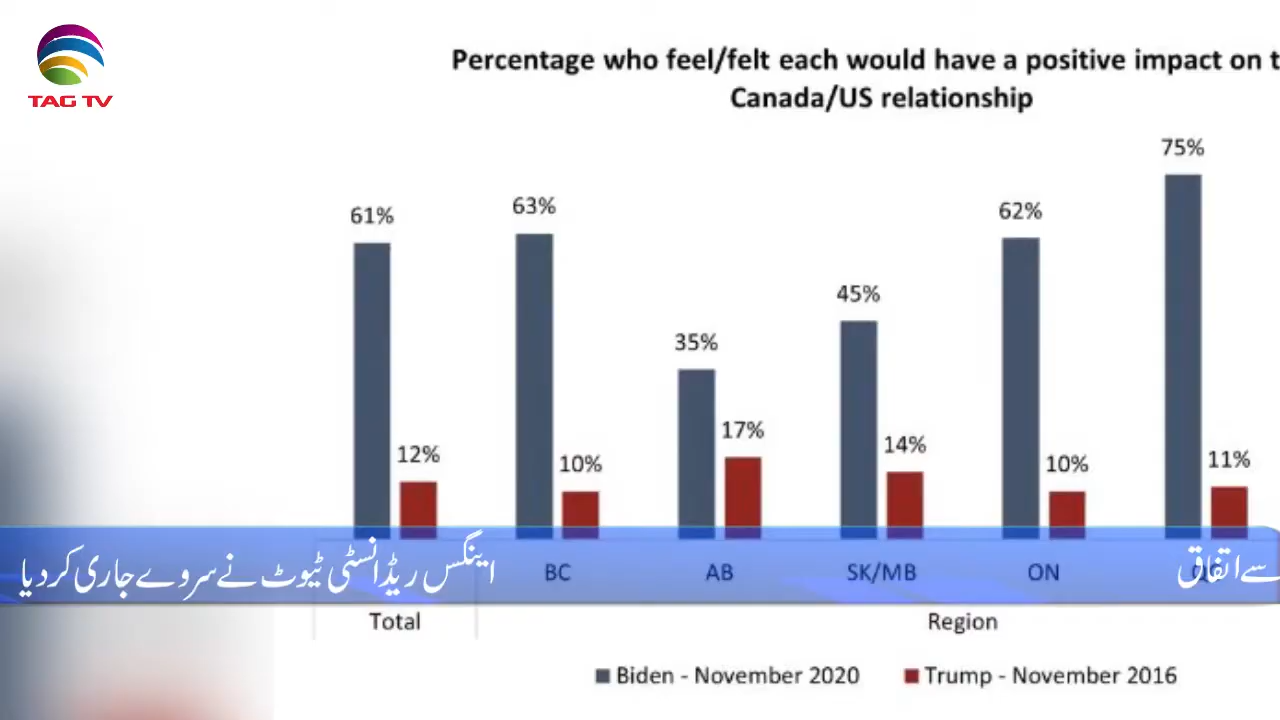 TAG TV
Percentage who feel/felt each would have a positive impact on t
Canada/US relationship
61%
12%
63%
10%
35%
17%
45%
14%
62%
10%
75%
11%
BC
AB
SK/MB
ON
اینگس ریڈ انسٹی ٹیوٹ نے سروے جاری کر دیا
سے اتفاق
Total
Region
Biden - November 2020
Trump - November 2016